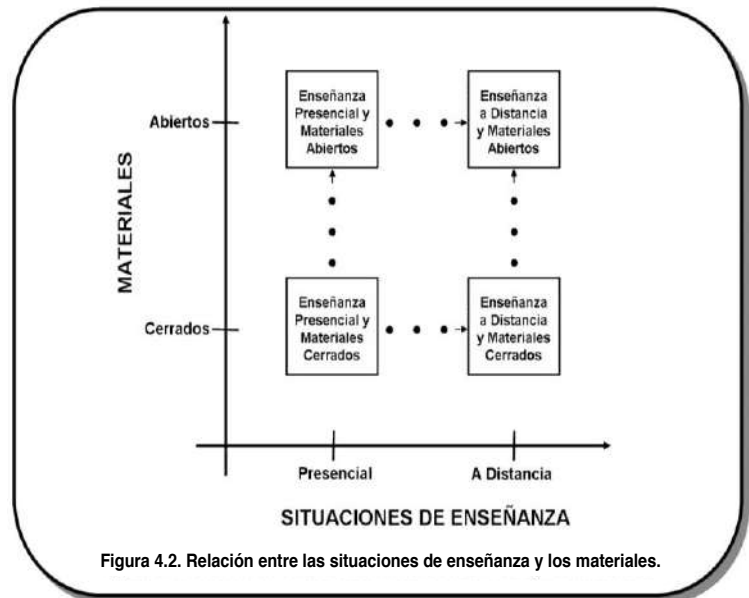 MATERIALES
Abiertos
Cerrados
Enseñanza
Presencial y
Materiales
Abiertos
Enseñanza
a Distancia
y Materiales
Abiertos
Enseñanza
Presencial y
Materiales
Cerrados
Enseñanza
a Distancia
y Materiales
Cerrados
Presencial
A Distancia
SITUACIONES DE ENSEÑANZA
Figura 4.2. Relación entre las situaciones de enseñanza y los materiales.